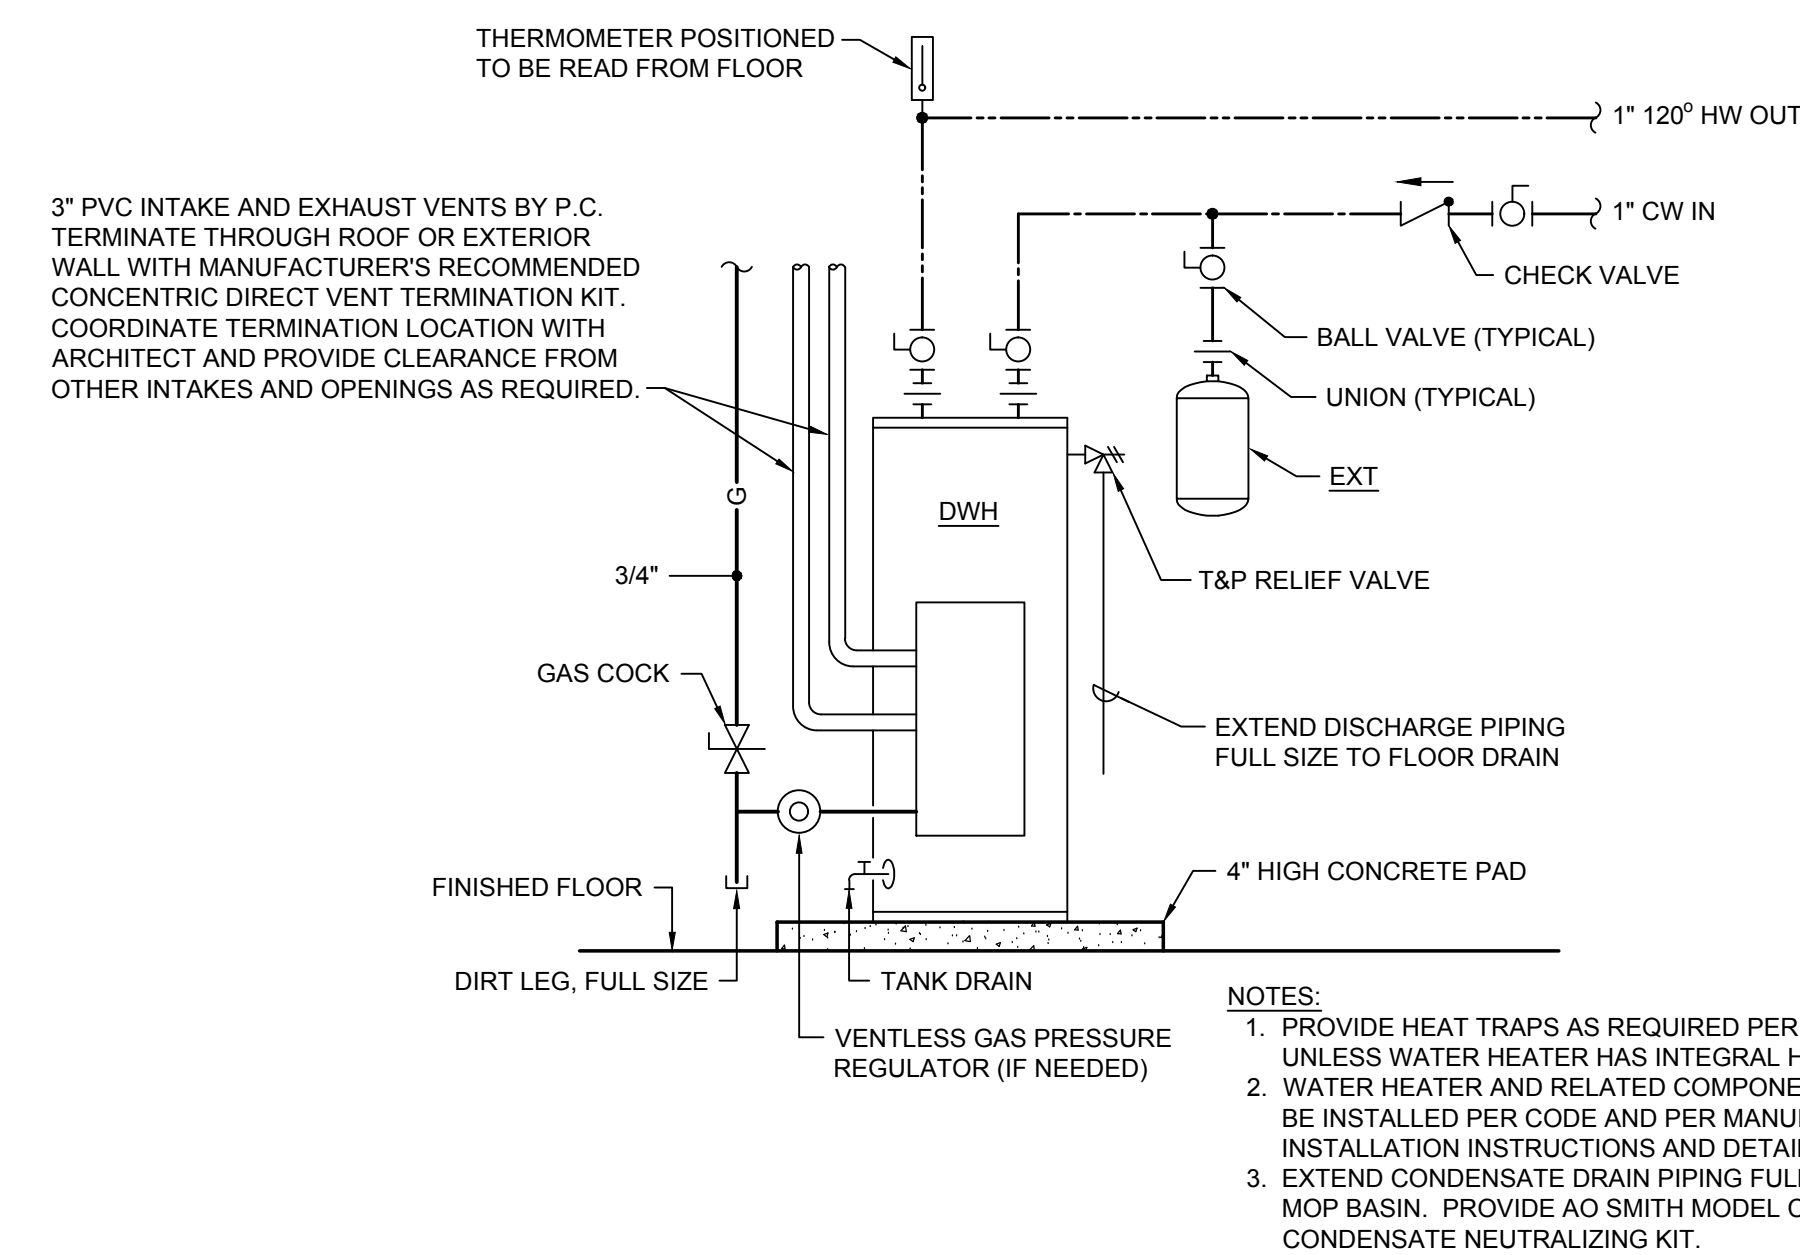 THERMOMETER POSITIONED
TO BE READ FROM FLOOR
1" 120° HW OUT
3" PVC INTAKE AND EXHAUST VENTS BY P.C.
TERMINATE THROUGH ROOF OR EXTERIOR
WALL WITH MANUFACTURER'S RECOMMENDED
CONCENTRIC DIRECT VENT TERMINATION KIT.
COORDINATE TERMINATION LOCATION WITH
ARCHITECT AND PROVIDE CLEARANCE FROM
OTHER INTAKES AND OPENINGS AS REQUIRED.
1" CW IN
CHECK VALVE
BALL VALVE (TYPICAL)
UNION (TYPICAL)
EXT
G
DWH
3/4"
T&P RELIEF VALVE
GAS COCK
EXTEND DISCHARGE PIPING
FULL SIZE TO FLOOR DRAIN
4" HIGH CONCRETE PAD
FINISHED FLOOR
DIRT LEG, FULL SIZE
TANK DRAIN
VENTLESS GAS PRESSURE
REGULATOR (IF NEEDED)
NOTES:
1. PROVIDE HEAT TRAPS AS REQUIRED PER
UNLESS WATER HEATER HAS INTEGRAL
2. WATER HEATER AND RELATED
BE INSTALLED PER CODE AND PER
INSTALLATION INSTRUCTIONS AND
3. EXTEND CONDENSATE DRAIN PIPING
MOP BASIN. PROVIDE AO SMITH MODEL
CONDENSATE NEUTRALIZING KIT.